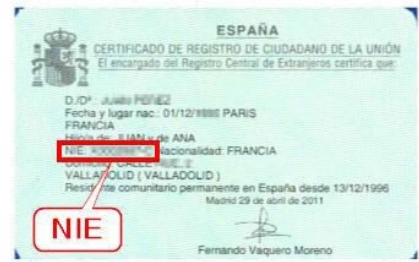 ESPAÑA
CERTIFICADO DE REGISTRO DE CIUDADANO DE LA UNIÓN
El encargado del Registro Central de Extranjeros certifica que:
D./Dª.:
Fecha y lugar nac.: 01/12/ PARIS
FRANCIA
Hijo/a de: JUAN y de ANA
NIE: Nacionalidad: FRANCIA
Domicilio: CALLE
VALLADOLID ( VALLADOLID )
Residente comunitario permanente en España desde 13/12/1996
Madrid 29 de abril de 2011
NIE
Fernando Vaquero Moreno